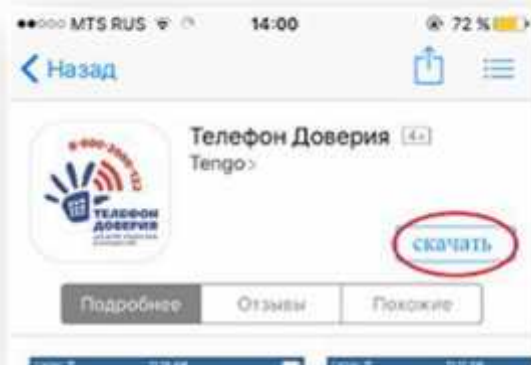 MTS RUS 14:00 72 %
Назад
8-800-2000-122
ТЕЛЕФОН
ДОВЕРИЯ
Телефон Доверия 4+
Tengo
скачать
Подробнее Отзывы Похожие